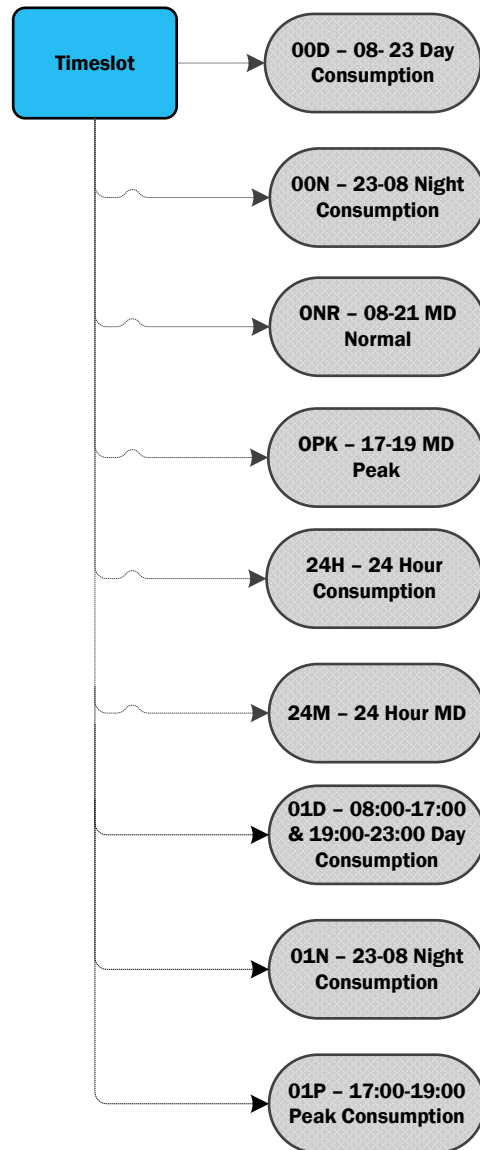 Timeslot
00D – 08- 23 Day
Consumption
00N – 23-08 Night
Consumption
ONR – 08-21 MD
Normal
OPK – 17-19 MD
Peak
24H – 24 Hour
Consumption
24M – 24 Hour MD
01D – 08:00-17:00
& 19:00-23:00 Day
Consumption
01N – 23-08 Night
Consumption
01P – 17:00-19:00
Peak Consumption